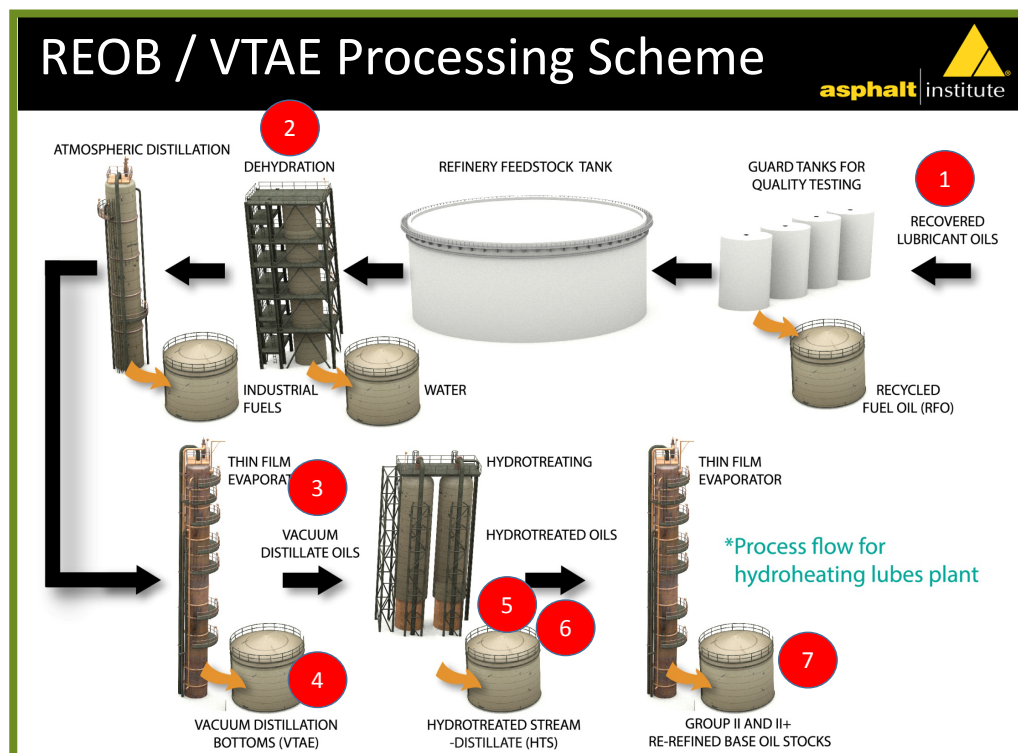 REOB / VTAE Processing Scheme
asphalt institute
ATMOSPHERIC DISTILLATION
2
DEHYDRATION
REFINERY FEEDSTOCK TANK
GUARD TANKS FOR
QUALITY TESTING
1
RECOVERED
LUBRICANT OILS
INDUSTRIAL
FUELS
WATER
RECYCLED
FUEL OIL (RFO)
THIN FILM
3
VACUUM
DISTILLATE OILS
HYDROTREATING
HYDROTREATED OILS
THIN FILM
EVAPORATOR
*Process flow for
hydroheating lubes plant
4
VACUUM DISTILLATION
BOTTOMS (VTAE)
5
6
HYDROTREATED STREAM
-DISTILLATE (HTS)
7
GROUP II AND II+
RE-REFINED BASE OIL STOCKS